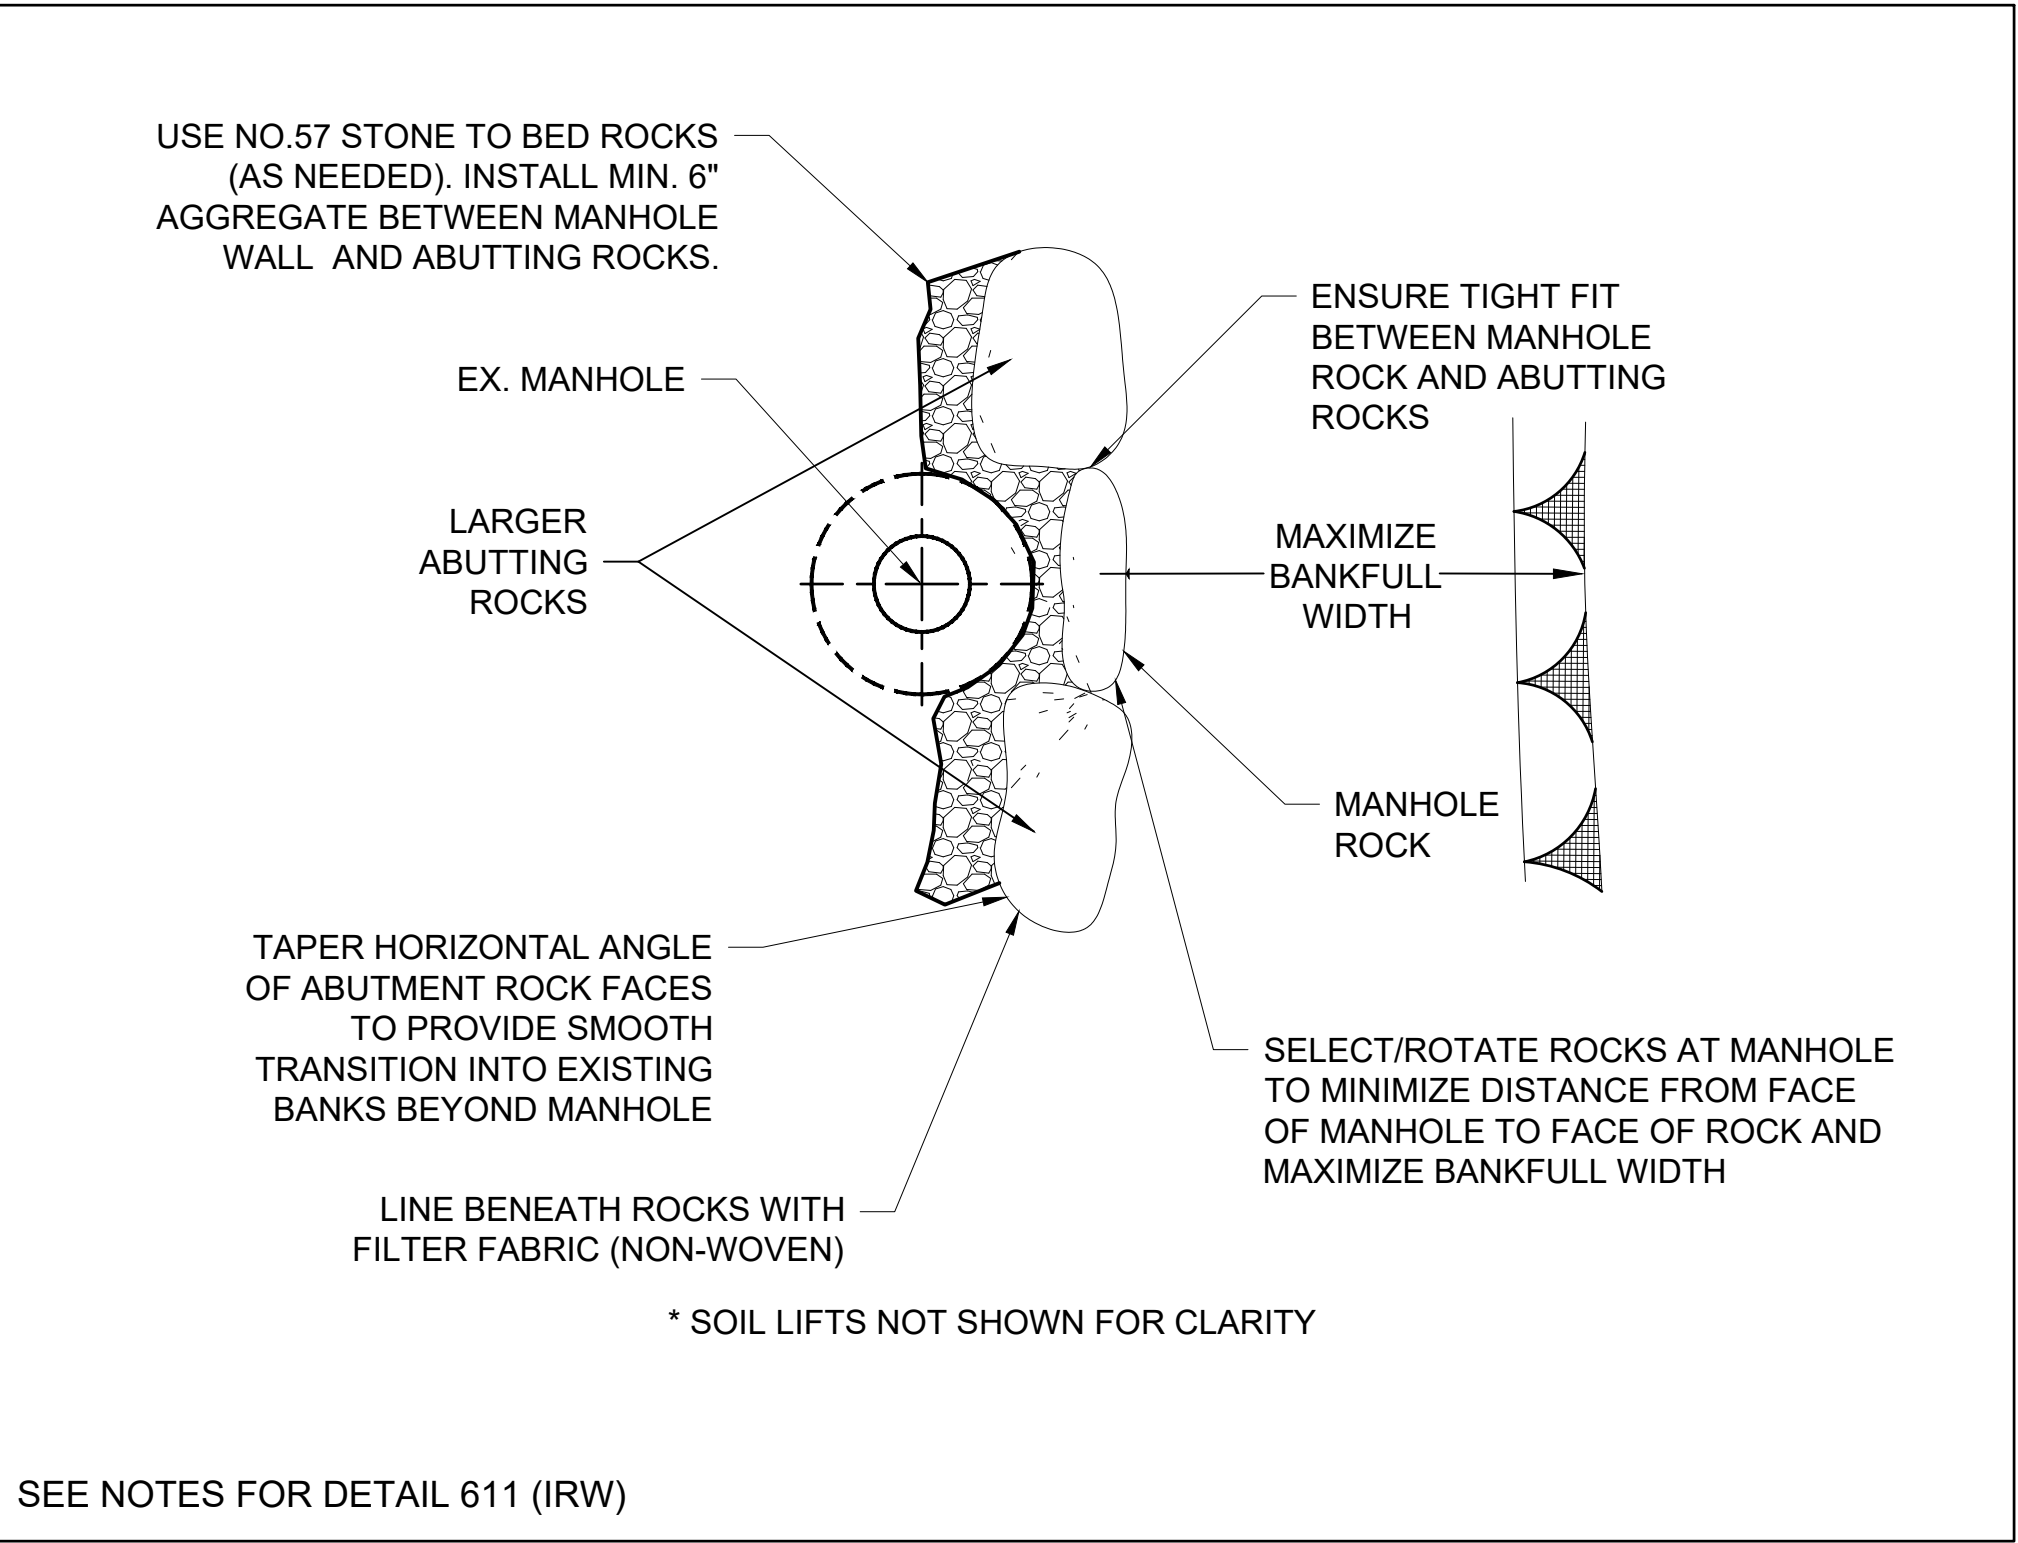 USE NO.57 STONE TO BED ROCKS
(AS NEEDED). INSTALL MIN. 6"
AGGREGATE BETWEEN MANHOLE
WALL  AND ABUTTING ROCKS.
ENSURE TIGHT FIT
BETWEEN MANHOLE
ROCK AND ABUTTING
ROCKS
EX. MANHOLE
LARGER
ABUTTING
ROCKS
MAXIMIZE
BANKFULL
WIDTH
MANHOLE
ROCK
TAPER HORIZONTAL ANGLE
OF ABUTMENT ROCK FACES
TO PROVIDE SMOOTH
TRANSITION INTO EXISTING
BANKS BEYOND MANHOLE
SELECT/ROTATE ROCKS AT MANHOLE
TO MINIMIZE DISTANCE FROM FACE
OF MANHOLE TO FACE OF ROCK AND
MAXIMIZE BANKFULL WIDTH
LINE BENEATH ROCKS WITH
FILTER FABRIC (NON-WOVEN)
* SOIL LIFTS NOT SHOWN FOR CLARITY
SEE NOTES FOR DETAIL 611 (IRW)